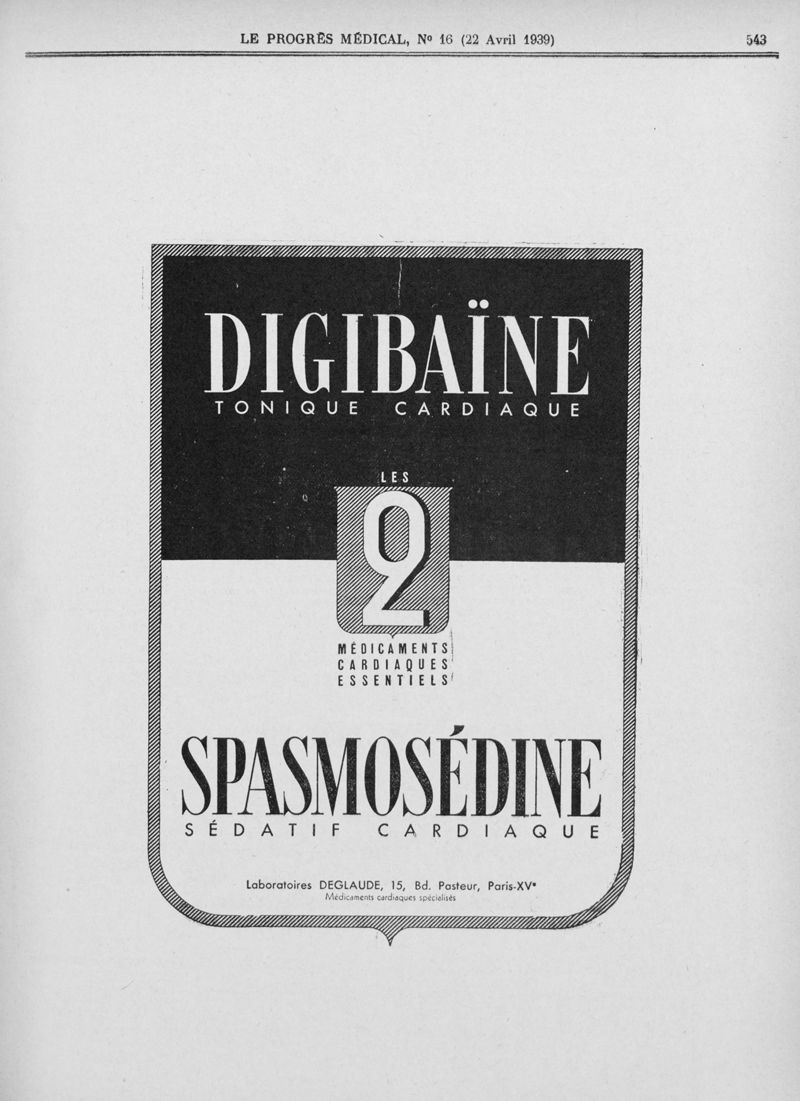 LE PROGRÈS MÉDICAL, Nº 16 (22 Avril 1939) 543
DIGIBAÏNE
TONIQUE CARDIAQUE
LES
2
MÉDICAMENTS
CARDIAQUES
ESSENTIELS
SPASMOSÉDINE
SÉDATIF CARDIAQUE
Laboratoires DEGLAUDE, 15, Bd. Pasteur, Paris-XVᵉ
Médicaments cardiaques spécialisés